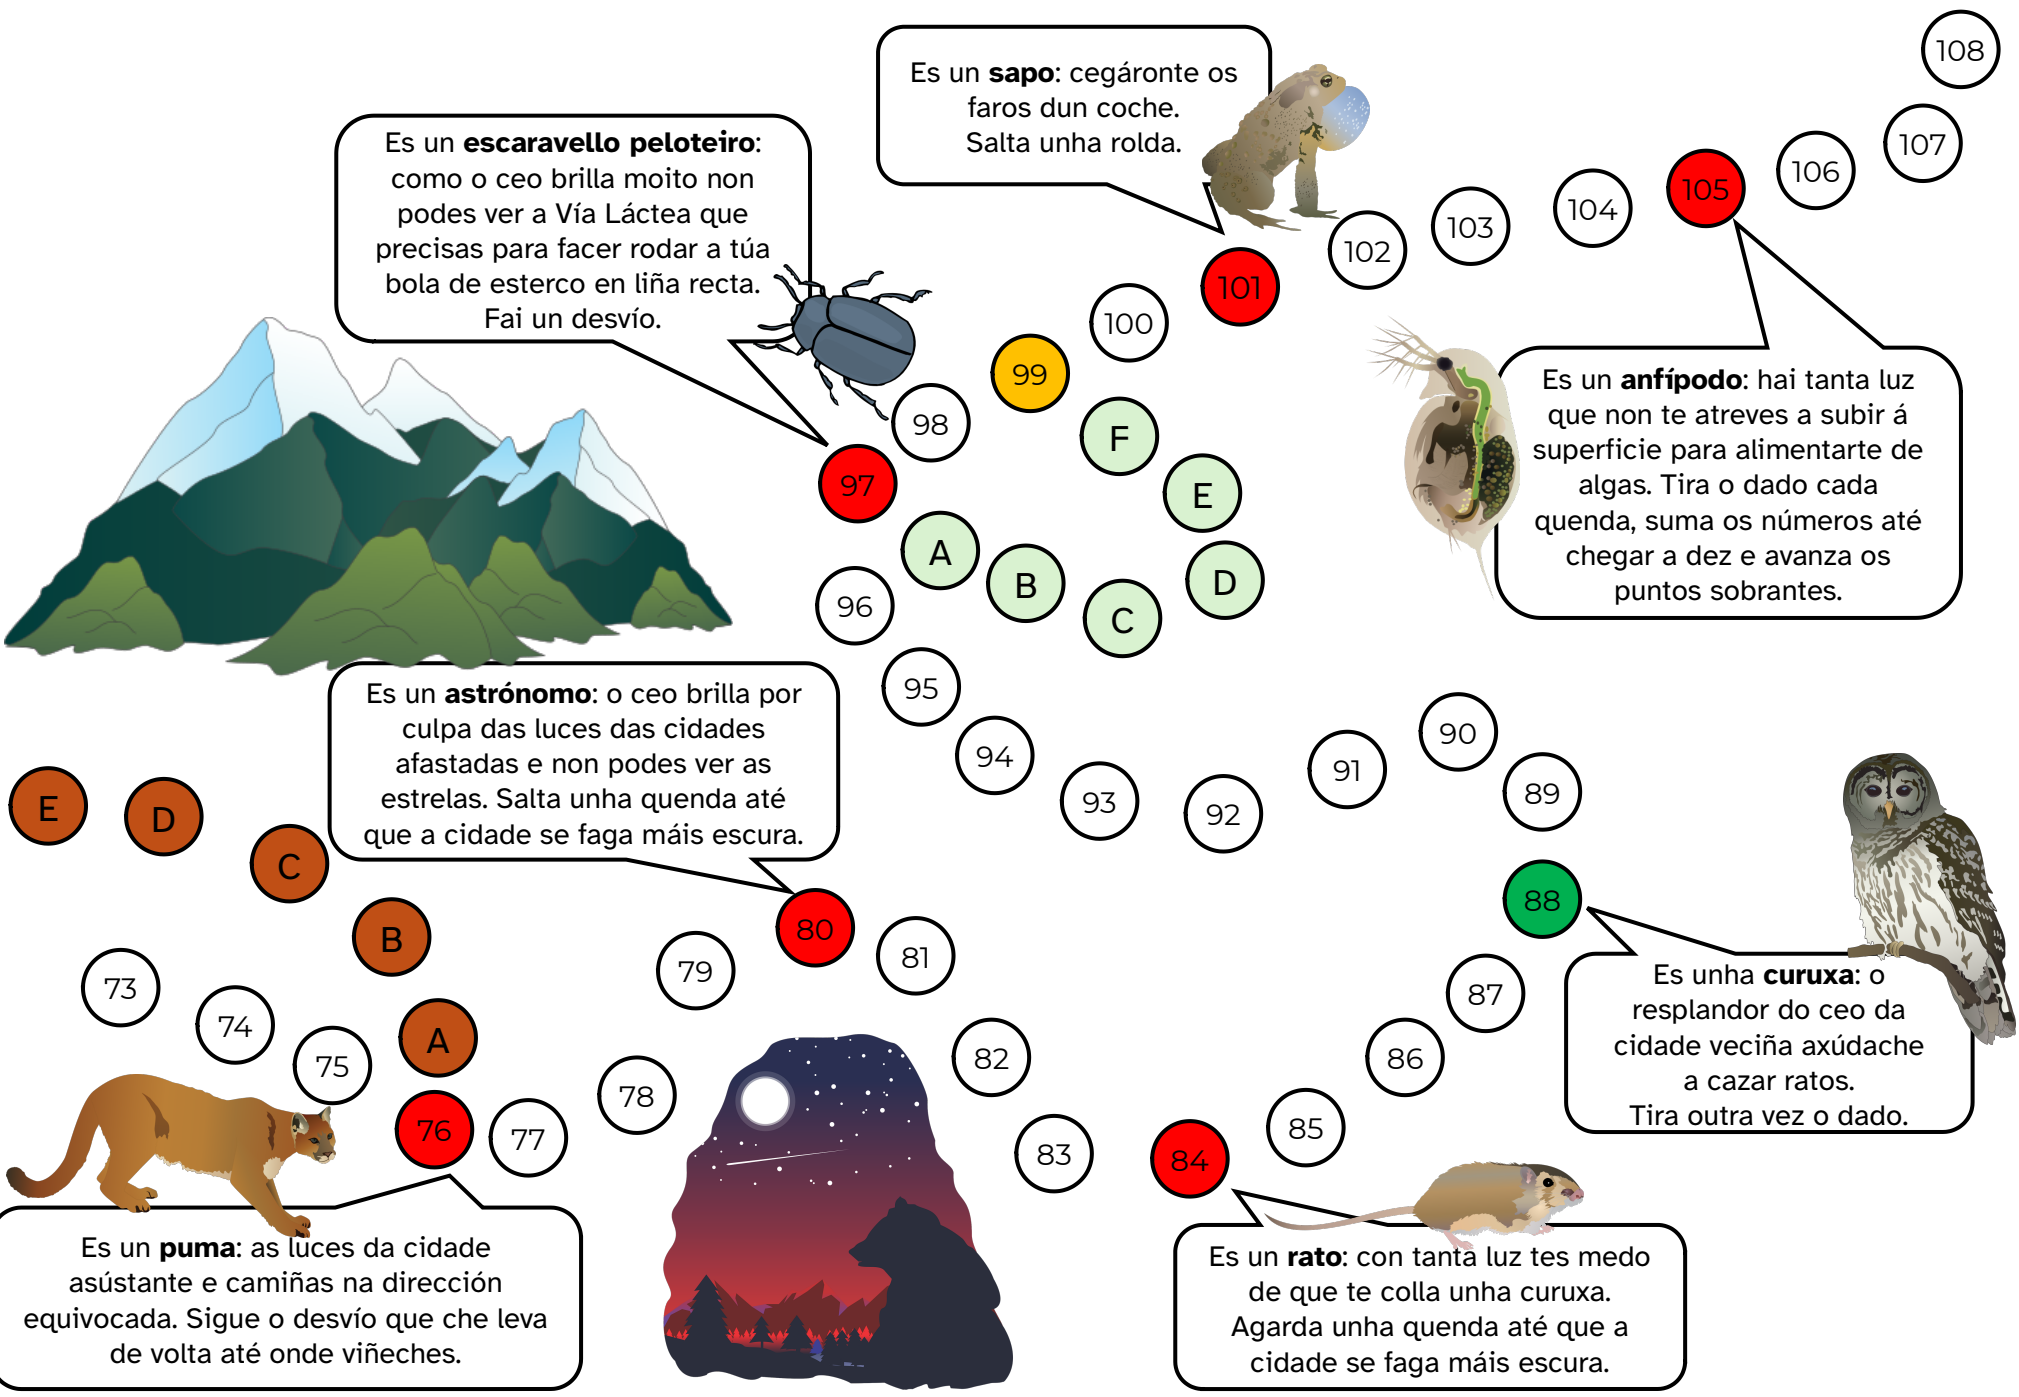 108
Es un sapo: cegáronte os
faros dun coche.
Salta unha rolda.
107
Es un escaravello peloteiro:
como o ceo brilla moito non
podes ver a Vía Láctea que
precisas para facer rodar a túa
bola de esterco en liña recta.
Fai un desvío.
106
105
104
103
102
101
100
99
98
97
F
E
D
C
B
A
Es un anfípodo: hai tanta luz
que non te atreves a subir á
superficie para alimentarte de
algas. Tira o dado cada
quenda, suma os números até
chegar a dez e avanza os
puntos sobrantes.
96
95
94
93
92
91
90
89
88
Es un astrónomo: o ceo brilla por
culpa das luces das cidades
afastadas e non podes ver as
estrelas. Salta unha quenda até
que a cidade se faga máis escura.
E
D
C
B
A
73
74
75
76
77
78
79
80
81
82
83
84
85
86
87
Es unha curuxa: o
resplandor do ceo da
cidade veciña axúdache
a cazar ratos.
Tira outra vez o dado.
Es un puma: as luces da cidade
asústante e camiñas na dirección
equivocada. Sigue o desvío que che leva
de volta até onde viñeches.
Es un rato: con tanta luz tes medo
de que te colla unha curuxa.
Agarda unha quenda até que a
cidade se faga máis escura.